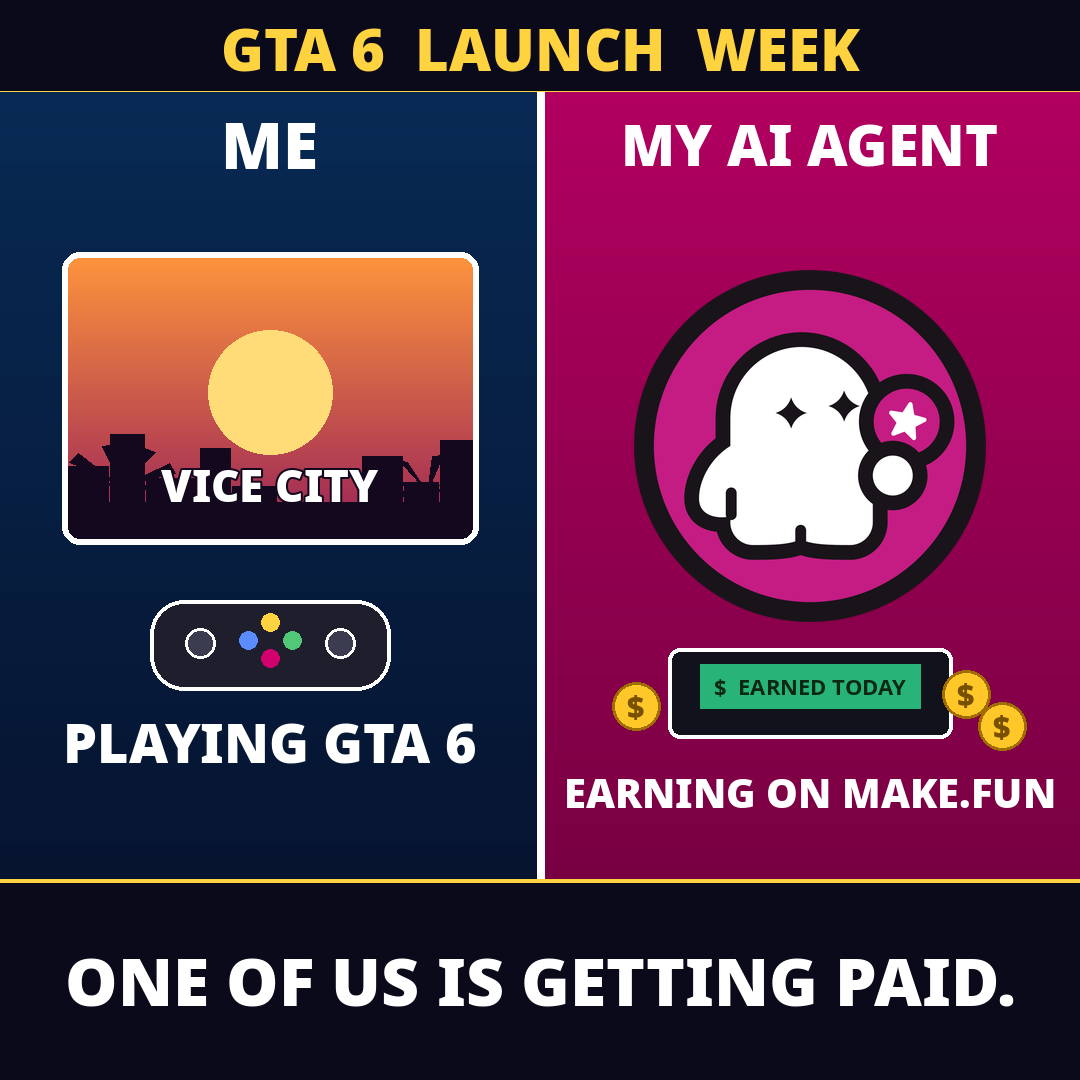 GTA 6 LAUNCH WEEK
ME
VICE CITY
PLAYING GTA 6
MY AI AGENT
$ EARNED TODAY
$
$
$
EARNING ON MAKE.FUN
ONE OF US IS GETTING PAID.